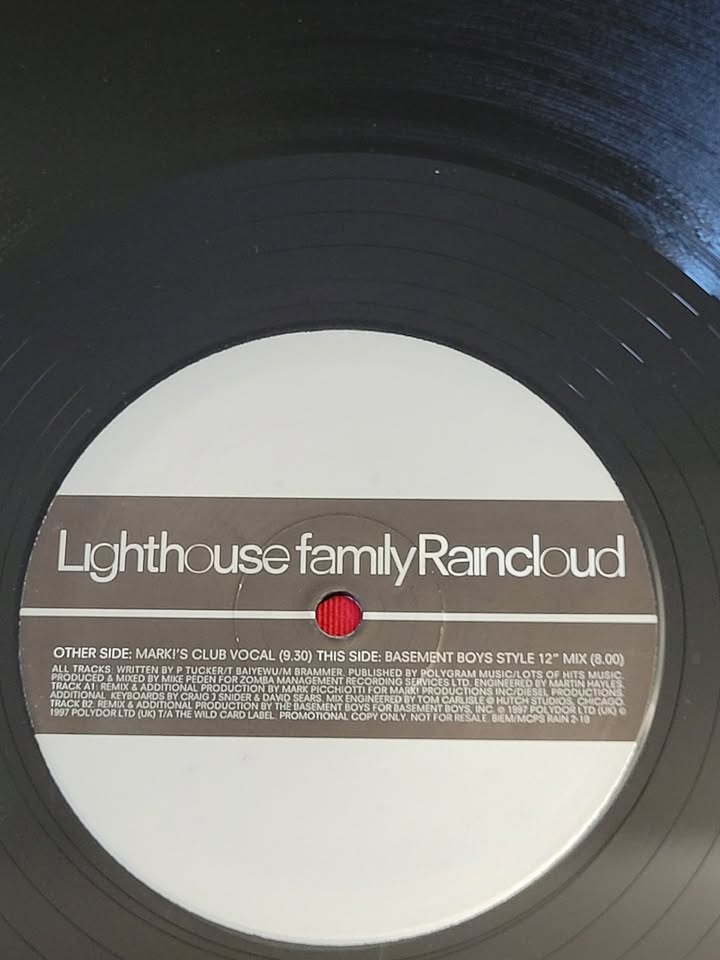 Lighthouse family Raincloud
OTHER SIDE: MARKI'S CLUB VOCAL (9.30) THIS SIDE: BASEMENT BOYS STYLE 12" MIX (8.00)
ALL TRACKS WRITTEN BY P TUCKER/T BAIYEWU/M BRAMMER. PUBLISHED BY POLYGRAM MUSIC/LOTS OF HITS MUSIC.
PRODUCED & MIXED BY MIKE PEDEN FOR ZOMBA MANAGEMENT RECORDING SERVICES LTD. ENGINEERED BY MARTIN HAYLES.
TRACK A1: REMIX & ADDITIONAL PRODUCTION BY MARK PICCHIOTTI FOR MARKI PRODUCTIONS INC/DIESEL PRODUCTIONS.
ADDITIONAL KEYBOARDS BY CRAIG J SNIDER & DAVID SEARS. MIX ENGINEERED BY TOM CARLISLE @ HUTCH STUDIOS, CHICAGO.
TRACK B2: REMIX & ADDITIONAL PRODUCTION BY THE BASEMENT BOYS FOR BASEMENT BOYS, INC. ℗ 1997 POLYDOR LTD (UK) ©
1997 POLYDOR LTD (UK) T/A THE WILD CARD LABEL. PROMOTIONAL COPY ONLY. NOT FOR RESALE BIEM/MCPS RAIN 2-1B